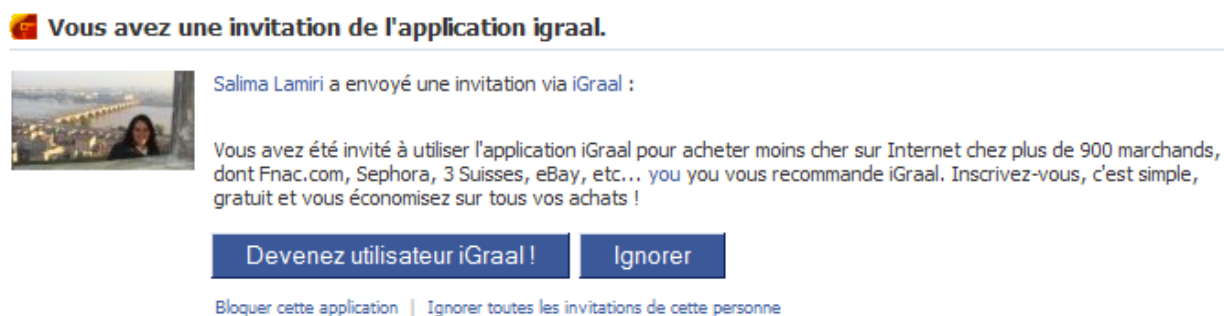 Vous avez une invitation de l'application igraal.
Salima Lamiri a envoyé une invitation via iGraal :
Vous avez été invité à utiliser l'application iGraal pour acheter moins cher sur Internet chez plus de 900 marchands,
dont Fnac.com, Sephora, 3 Suisses, eBay, etc... you you vous recommande iGraal. Inscrivez-vous, c'est simple,
gratuit et vous économisez sur tous vos achats !
Devenez utilisateur iGraal ! Ignorer
Bloquer cette application | Ignorer toutes les invitations de cette personne